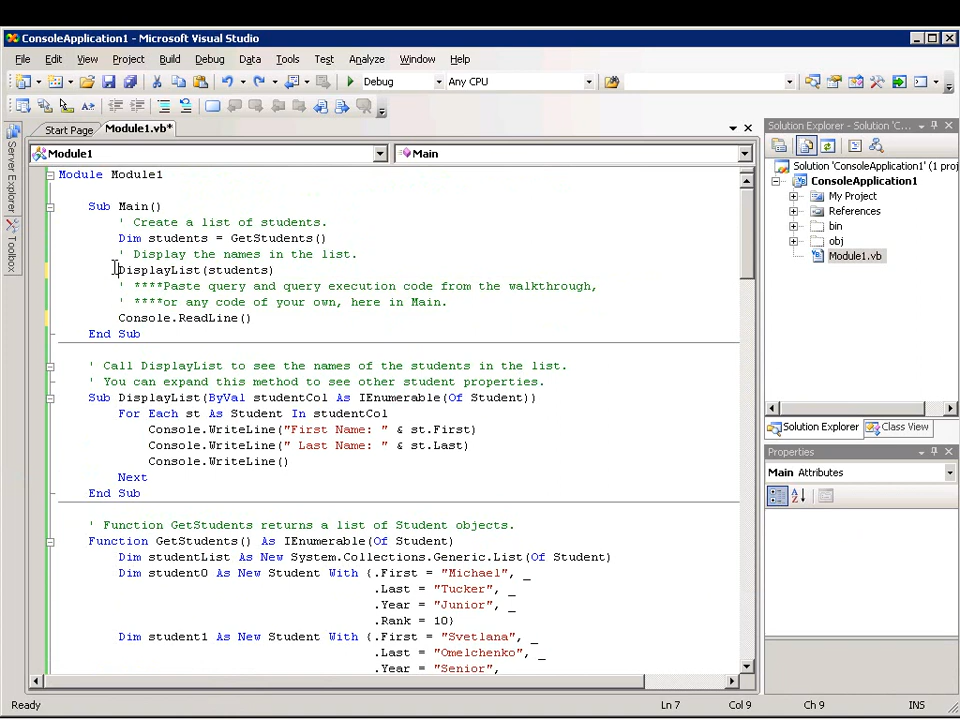 ConsoleApplication1 - Microsoft Visual Studio
File Edit View Project Build Debug Data Tools Test Analyze Window Help
Debug Any CPU
Start Page Module1.vb*
Module1 Main
Server Explorer
Toolbox
Module Module1
Sub Main()
' Create a list of students.
Dim students = GetStudents()
' Display the names in the list.
DisplayList(students)
' ****Paste query and query execution code from the walkthrough,
' ****or any code of your own, here in Main.
Console.ReadLine()
End Sub
' Call DisplayList to see the names of the students in the list.
' You can expand this method to see other student properties.
Sub DisplayList(ByVal studentCol As IEnumerable(Of Student))
For Each st As Student In studentCol
Console.WriteLine("First Name: " & st.First)
Console.WriteLine(" Last Name: " & st.Last)
Console.WriteLine()
Next
End Sub
' Function GetStudents returns a list of Student objects.
Function GetStudents() As IEnumerable(Of Student)
Dim studentList As New System.Collections.Generic.List(Of Student)
Dim student0 As New Student With {.First = "Michael", _
.Last = "Tucker", _
.Year = "Junior", _
.Rank = 10}
Dim student1 As New Student With {.First = "Svetlana", _
.Last = "Omelchenko", _
.Year = "Senior",
Solution Explorer - Solution 'C...
Solution 'ConsoleApplication1' (1 proj
ConsoleApplication1
My Project
References
bin
obj
Module1.vb
Solution Explorer Class View
Properties
Main Attributes
Ready Ln 7 Col 9 Ch 9 INS